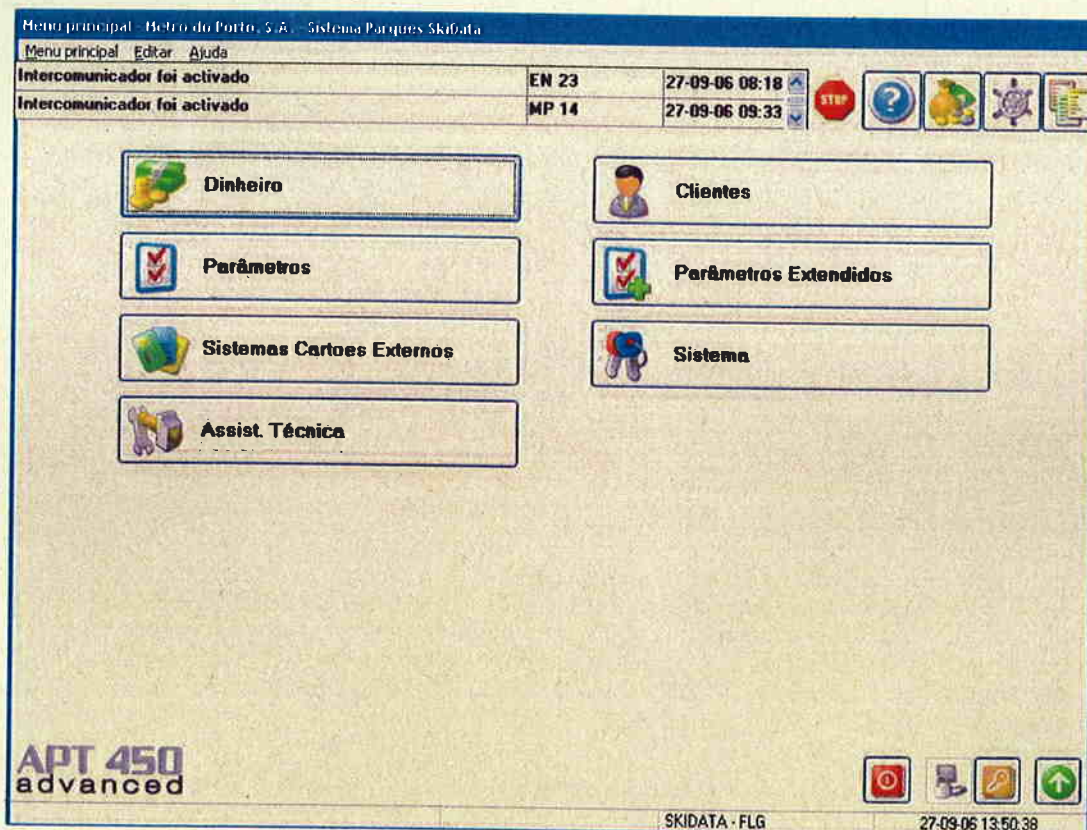 Menu principal - Metro do Porto, S.A. - Sistema Parques SkiData
Menu principal Editar Ajuda
Intercomunicador foi activado EN 23 27-09-06 08:18
Intercomunicador foi activado MP 14 27-09-06 09:33
STOP
Dinheiro
Clientes
Parâmetros
Parâmetros Extendidos
Sistemas Cartoes Externos
Sistema
Assist. Técnica
APT 450
advanced
SKIDATA - FLG 27-09-06 13:50:38